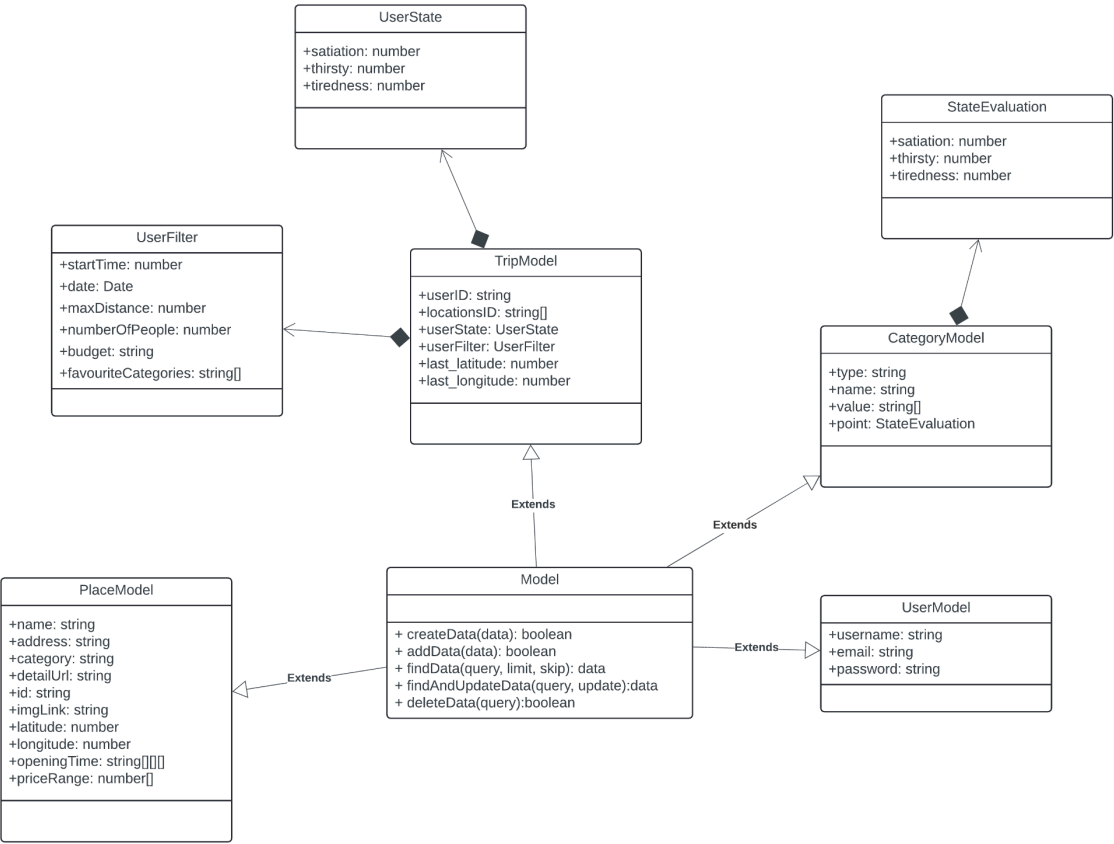 UserState
+satiation: number
+thirsty: number
+tiredness: number
StateEvaluation
+satiation: number
+thirsty: number
+tiredness: number
UserFilter
+startTime: number
+date: Date
+maxDistance: number
+numberOfPeople: number
+budget: string
+favouriteCategories: string[]
TripModel
+userID: string
+locationsID: string[]
+userState: UserState
+userFilter: UserFilter
+last_latitude: number
+last_longitude: number
CategoryModel
+type: string
+name: string
+value: string[]
+point: StateEvaluation
Extends
Extends
PlaceModel
+name: string
+address: string
+category: string
+detailUrl: string
+id: string
+imgLink: string
+latitude: number
+longitude: number
+openingTime: string[][][]
+priceRange: number[]
Extends
Model
+ createData(data): boolean
+ addData(data): boolean
+ findData(query, limit, skip): data
+ findAndUpdateData(query, update):data
+ deleteData(query):boolean
Extends
UserModel
+username: string
+email: string
+password: string